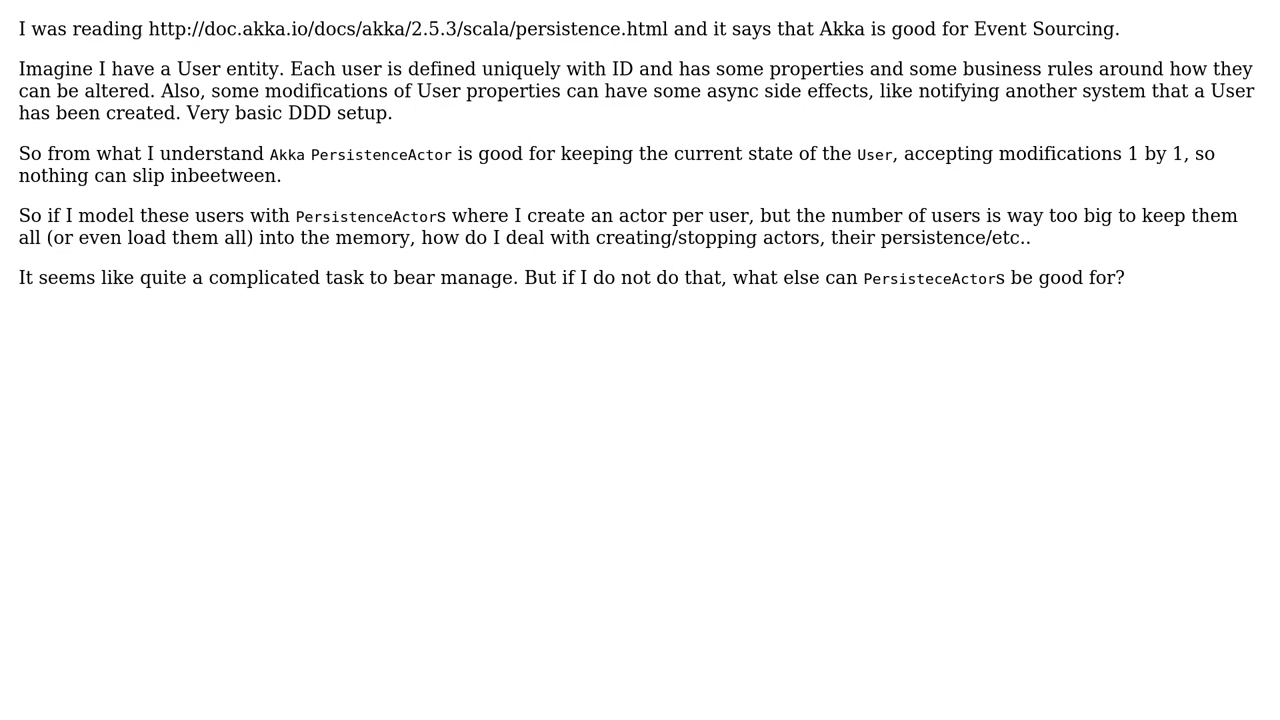 I was reading http://doc.akka.io/docs/akka/2.5.3/scala/persistence.html and it says that Akka is good for Event Sourcing.
Imagine I have a User entity. Each user is defined uniquely with ID and has some properties and some business rules around how they
can be altered. Also, some modifications of User properties can have some async side effects, like notifying another system that a User
has been created. Very basic DDD setup.
So from what I understand Akka PersistenceActor is good for keeping the current state of the User, accepting modifications 1 by 1, so
nothing can slip inbeetween.
So if I model these users with PersistenceActors where I create an actor per user, but the number of users is way too big to keep them
all (or even load them all) into the memory, how do I deal with creating/stopping actors, their persistence/etc..
It seems like quite a complicated task to bear manage. But if I do not do that, what else can PersisteceActors be good for?